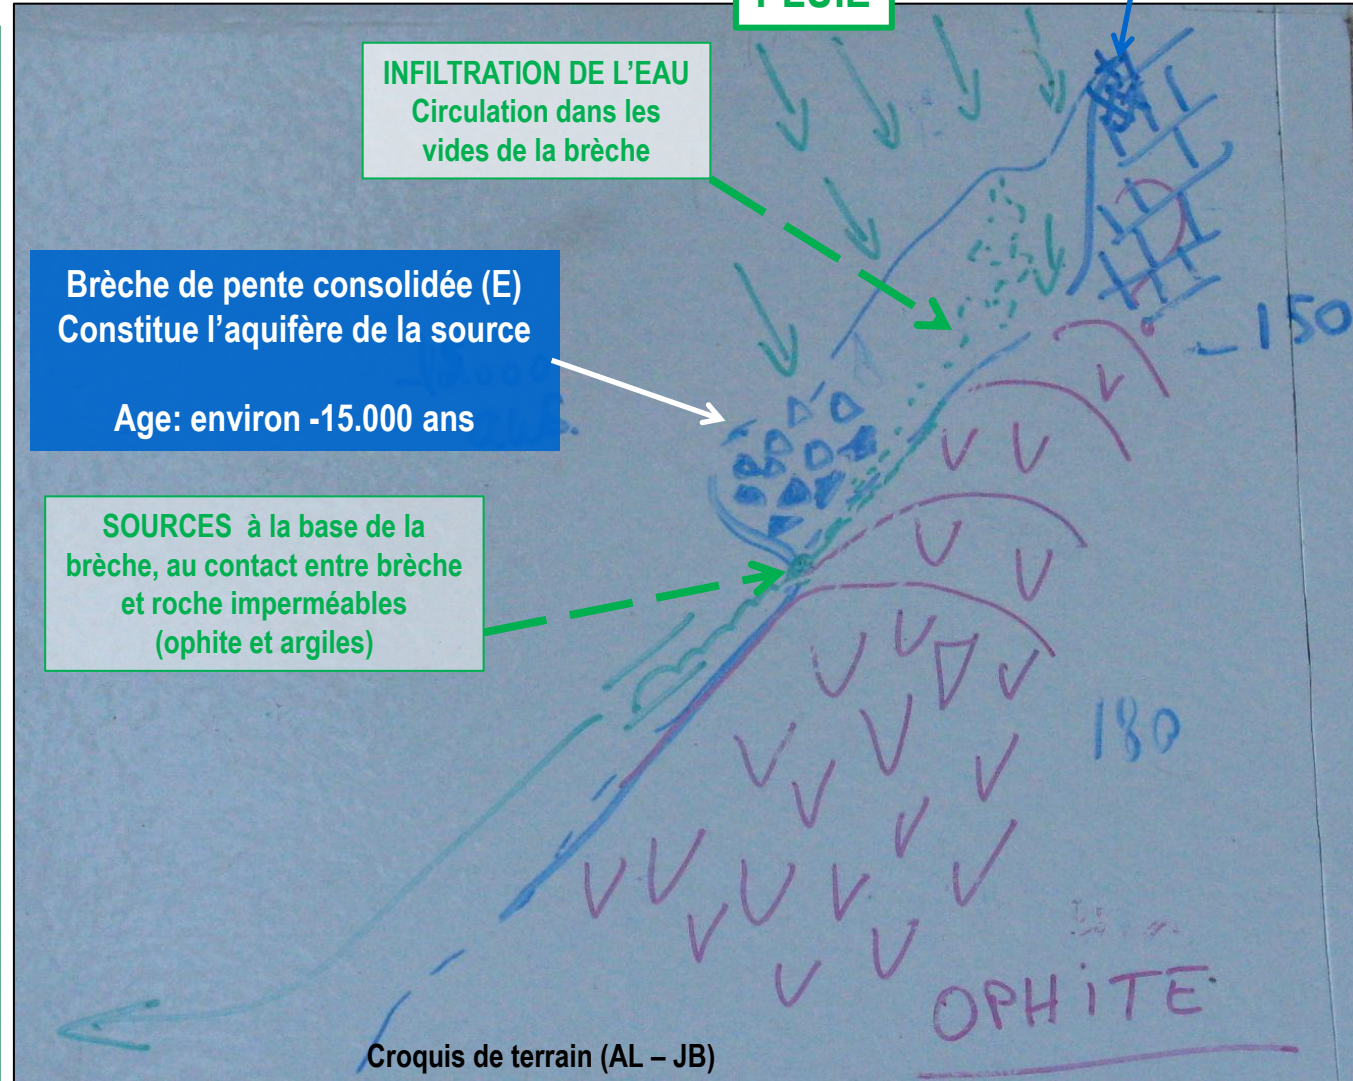 PLUIE
INFILTRATION DE L'EAU
Circulation dans les
vides de la brèche
Brèche de pente consolidée (E)
Constitue l'aquifère de la source
Age: environ -15.000 ans
– 150
SOURCES à la base de la
brèche, au contact entre brèche
et roche imperméables
(ophite et argiles)
180
OPHiTE
Croquis de terrain (AL – JB)